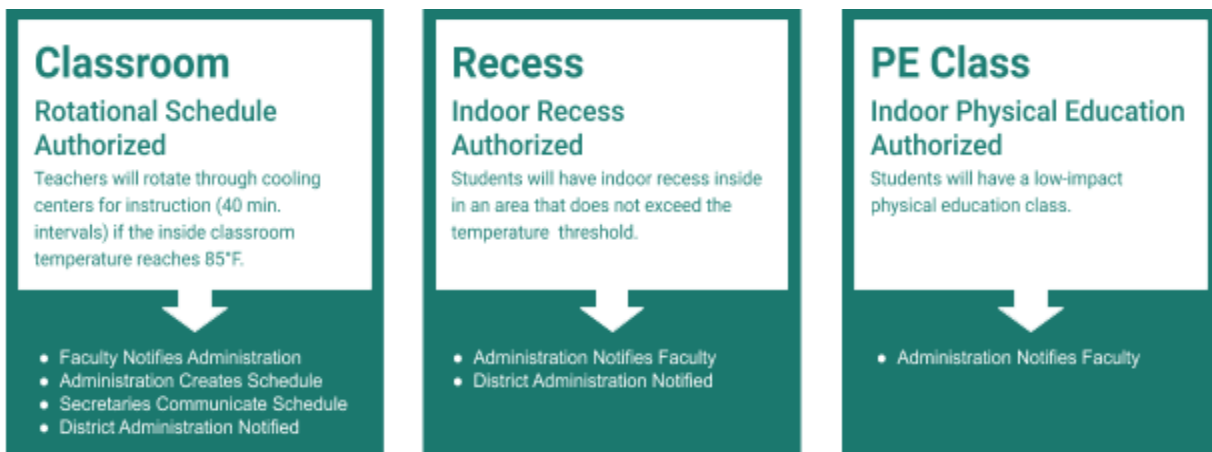 Classroom
Rotational Schedule
Authorized
Teachers will rotate through cooling
centers for instruction (40 min.
intervals) if the inside classroom
temperature reaches 85°F.
● Faculty Notifies Administration
● Administration Creates Schedule
● Secretaries Communicate Schedule
● District Administration Notified
Recess
Indoor Recess
Authorized
Students will have indoor recess inside
in an area that does not exceed the
temperature threshold.
● Administration Notifies Faculty
● District Administration Notified
PE Class
Indoor Physical Education
Authorized
Students will have a low-impact
physical education class.
● Administration Notifies Faculty